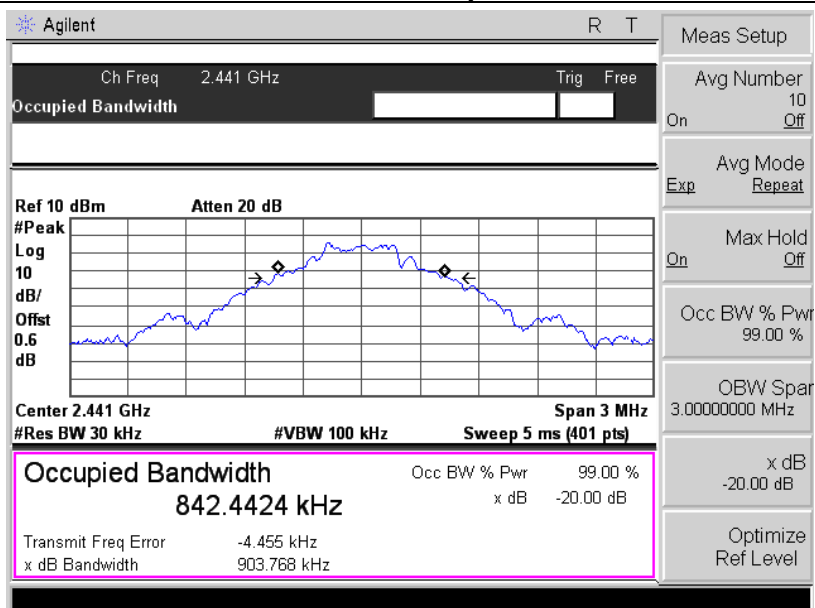 Agilent R T
Ch Freq 2.441 GHz Trig Free
Occupied Bandwidth
Ref 10 dBm Atten 20 dB
#Peak
Log
10
dB/
Offst
0.6
dB
Center 2.441 GHz Span 3 MHz
#Res BW 30 kHz #VBW 100 kHz Sweep 5 ms (401 pts)
Occupied Bandwidth Occ BW % Pwr 99.00 %
842.4424 kHz x dB -20.00 dB
Transmit Freq Error -4.455 kHz
x dB Bandwidth 903.768 kHz
Meas Setup
Avg Number
10
On Off
Avg Mode
Exp Repeat
Max Hold
On Off
Occ BW % Pwr
99.00 %
OBW Span
3.00000000 MHz
x dB
-20.00 dB
Optimize
Ref Level